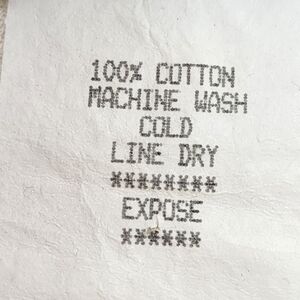 100% COTTON
MACHINE WASH
COLD
LINE DRY
********
EXPOSE
******